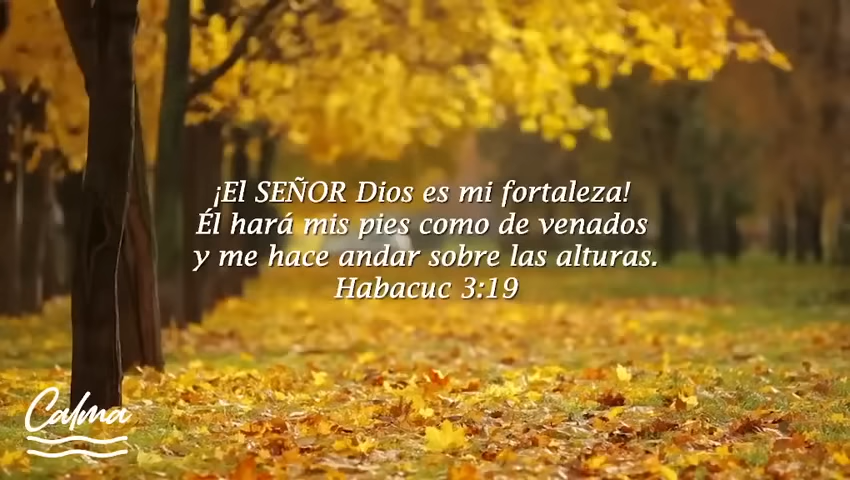 ¡El SEÑOR Dios es mi fortaleza!
Él hará mis pies como de venados
y me hace andar sobre las alturas.
Habacuc 3:19
Calma